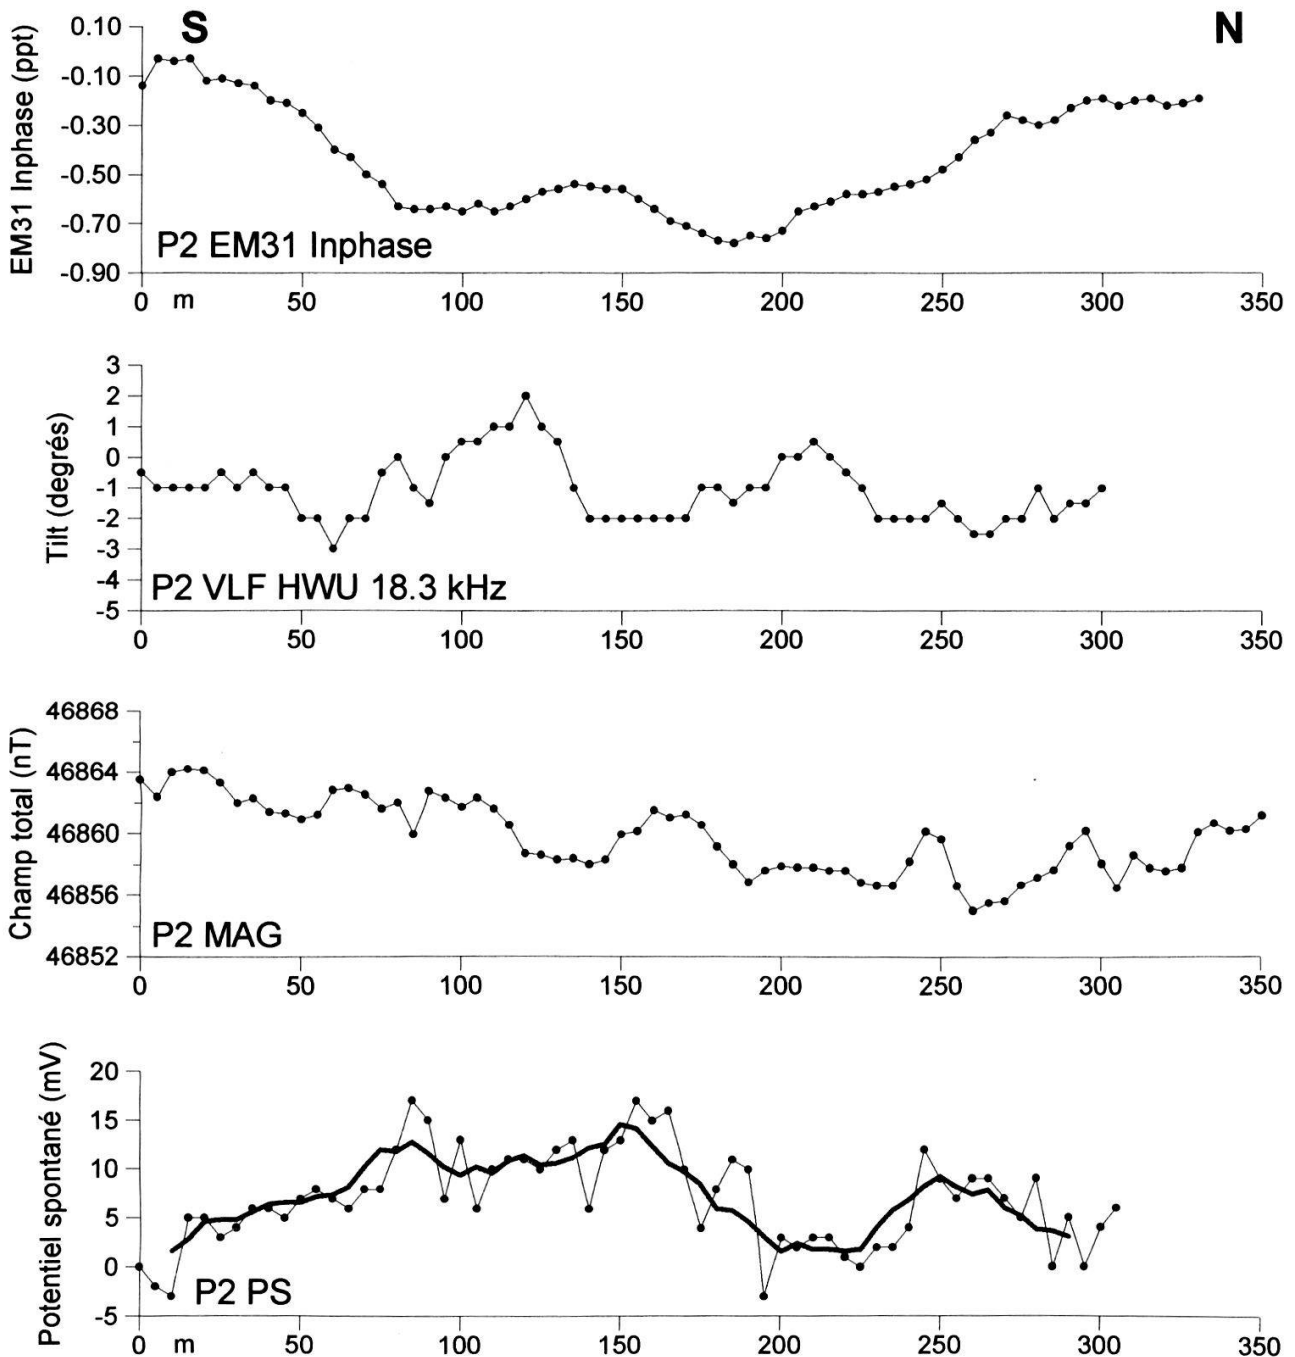 S
N
EM31 Inphase (ppt)
0.10
-0.10
-0.30
-0.50
-0.70
-0.90
P2 EM31 Inphase
0 m 50 100 150 200 250 300 350
Tilt (degrés)
3
2
1
0
-1
-2
-3
-4
-5
P2 VLF HWU 18.3 kHz
0 50 100 150 200 250 300 350
Champ total (nT)
46868
46864
46860
46856
46852
P2 MAG
0 50 100 150 200 250 300 350
Potentiel spontané (mV)
20
15
10
5
0
-5
P2 PS
0 m 50 100 150 200 250 300 350